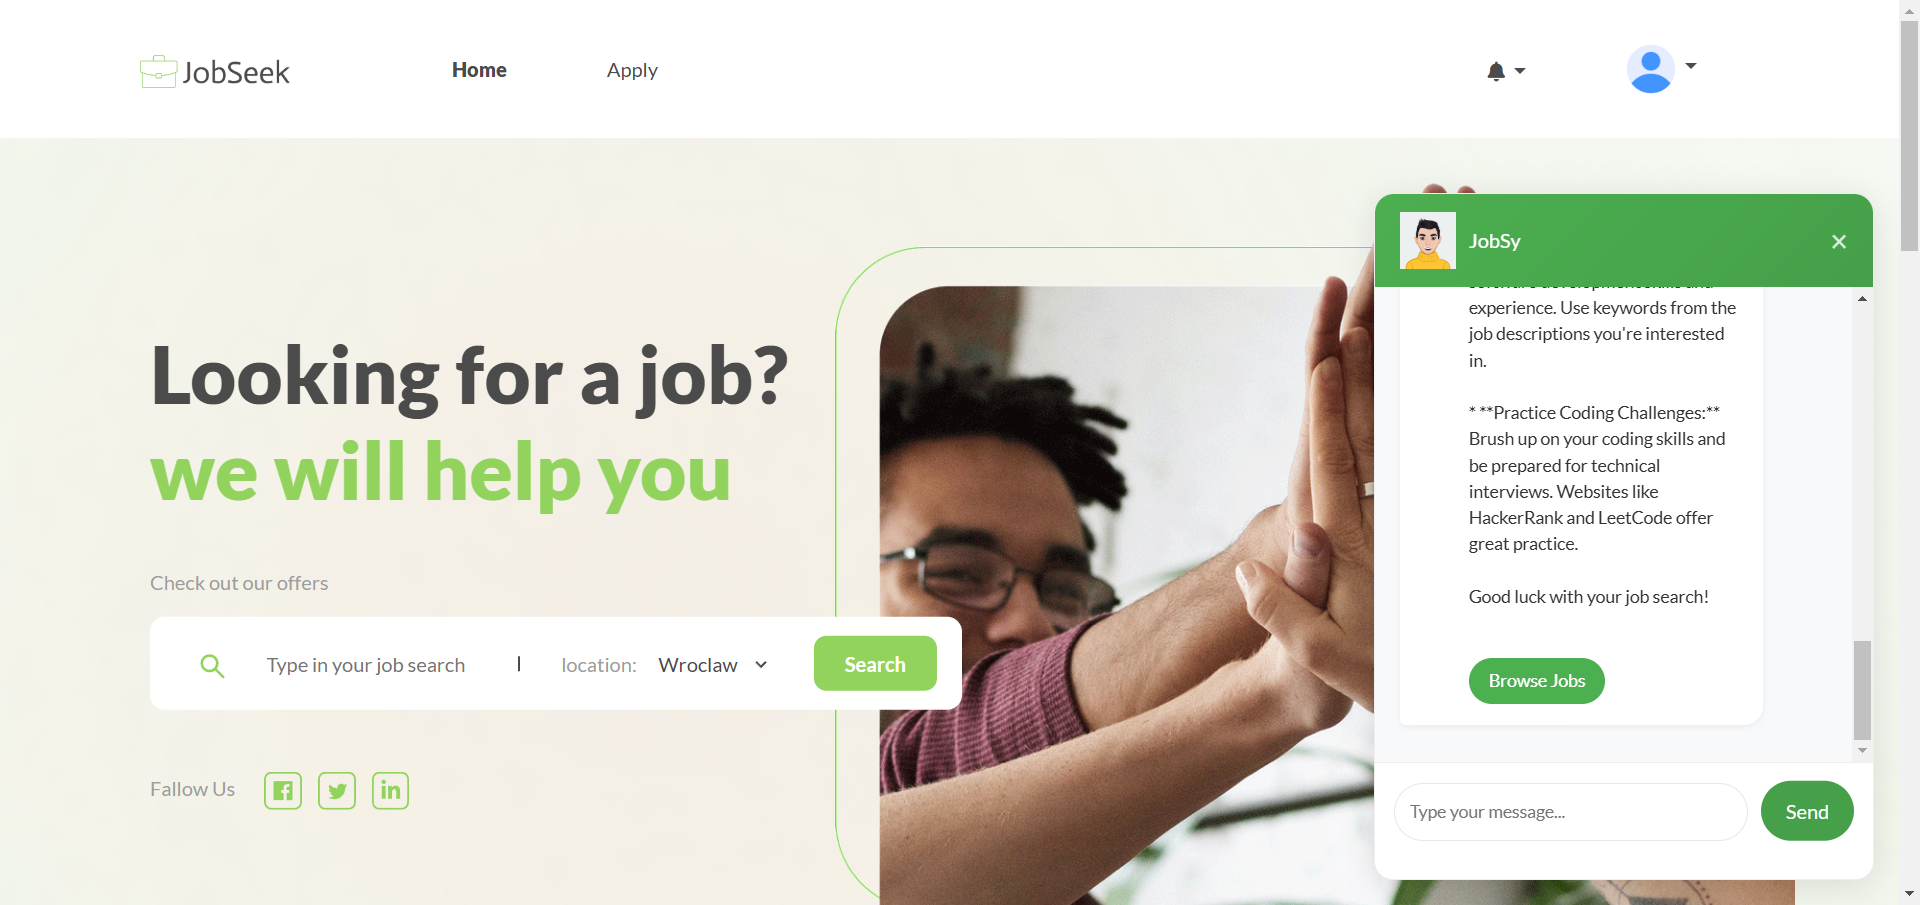 JobSeek
Home
Apply
Looking for a job?
we will help you
Check out our offers
Type in your job search
location:
Wroclaw
Search
Fallow Us
JobSy
experience. Use keywords from the
job descriptions you're interested
in.
* **Practice Coding Challenges:**
Brush up on your coding skills and
be prepared for technical
interviews. Websites like
HackerRank and LeetCode offer
great practice.
Good luck with your job search!
Browse Jobs
Type your message...
Send